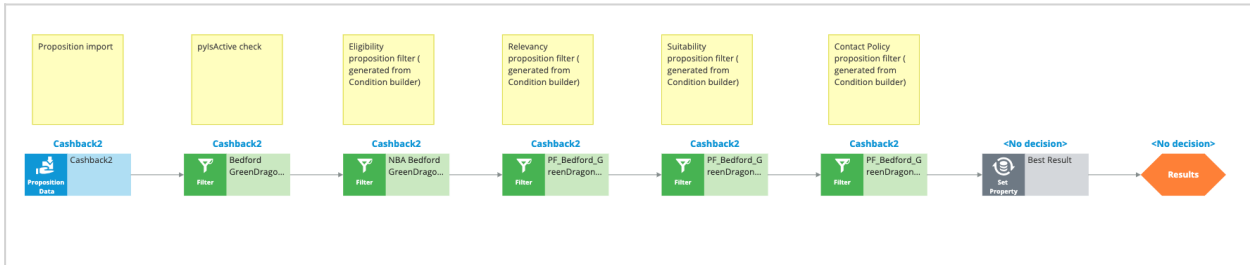 Proposition import
pyIsActive check
Eligibility
proposition filter (
generated from
Condition builder)
Relevancy
proposition filter (
generated from
Condition builder)
Suitability
proposition filter (
generated from
Condition builder)
Contact Policy
proposition filter (
generated from
Condition builder)
Cashback2
Cashback2
Proposition
Data
Cashback2
Bedford
GreenDrago...
Filter
Cashback2
NBA Bedford
GreenDrago...
Filter
Cashback2
PF_Bedford_G
reenDragon...
Filter
Cashback2
PF_Bedford_G
reenDragon...
Filter
Cashback2
PF_Bedford_G
reenDragon...
Filter
<No decision>
Best Result
Set
Property
<No decision>
Results